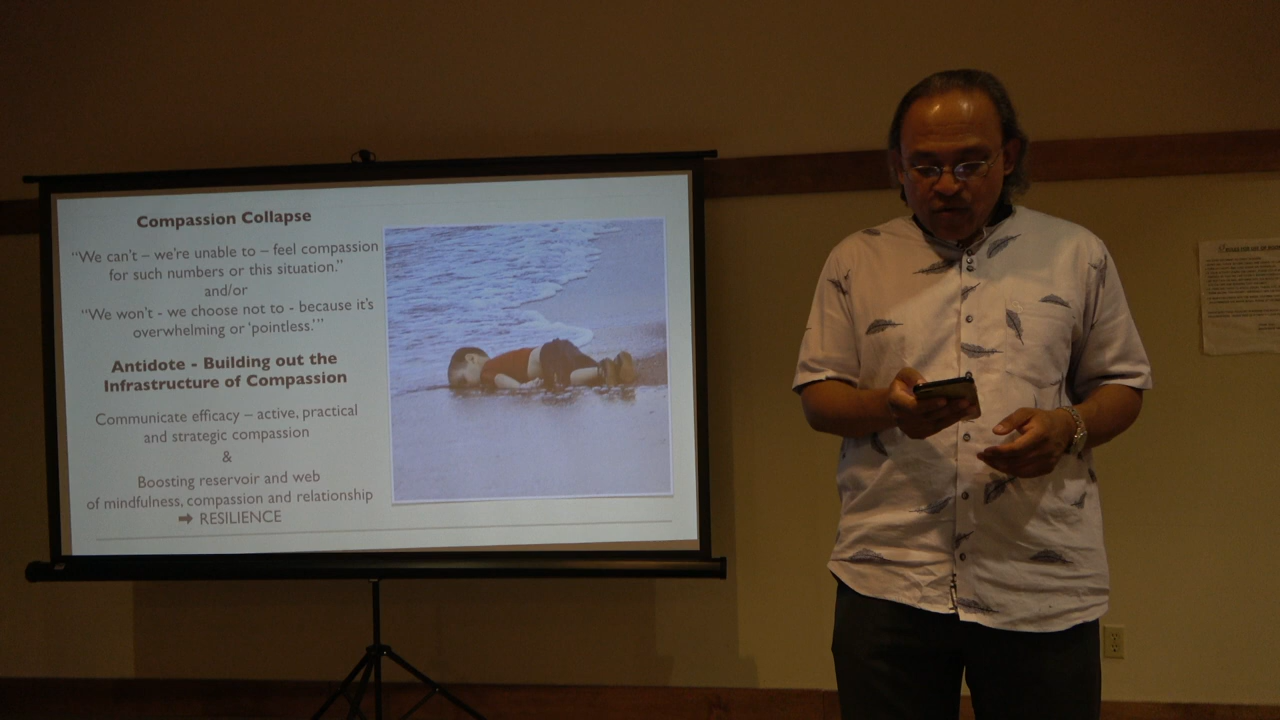 Compassion Collapse
“We can't – we're unable to – feel compassion
for such numbers or this situation.”
and/or
“We won't - we choose not to - because it's
overwhelming or ‘pointless.’”
Antidote - Building out the
Infrastructure of Compassion
Communicate efficacy – active, practical
and strategic compassion
&
Boosting reservoir and web
of mindfulness, compassion and relationship
➡ RESILIENCE